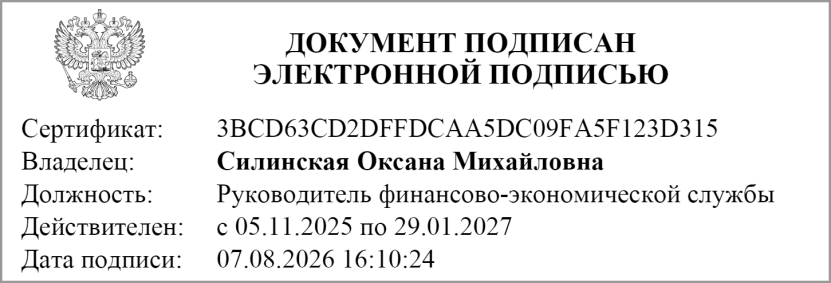 ДОКУМЕНТ ПОДПИСАН
ЭЛЕКТРОННОЙ ПОДПИСЬЮ
Сертификат: 3BCD63CD2DFFDCAA5DC09FA5F123D315
Владелец: Силинская Оксана Михайловна
Должность: Руководитель финансово-экономической службы
Действителен: с 05.11.2025 по 29.01.2027
Дата подписи: 07.08.2026 16:10:24